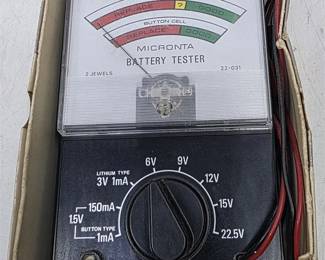 REPLACE ? GOOD
BUTTON CELL
REPLACE GOOD
MICRONTA
BATTERY TESTER
2 JEWELS 22-031
6V 9V
LITHIUM TYPE
3V 1mA 12V
150mA 15V
1.5V
BUTTON TYPE
1mA 22.5V